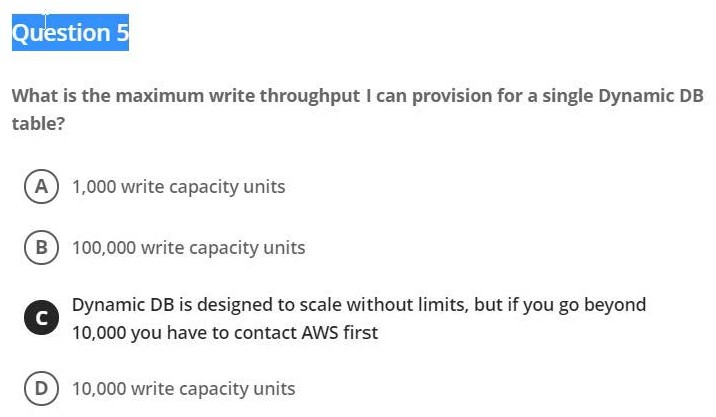 Question 5
What is the maximum write throughput I can provision for a single Dynamic DB
table?
A 1,000 write capacity units
B 100,000 write capacity units
Dynamic DB is designed to scale without limits, but if you go beyond
C 10,000 you have to contact AWS first
D 10,000 write capacity units